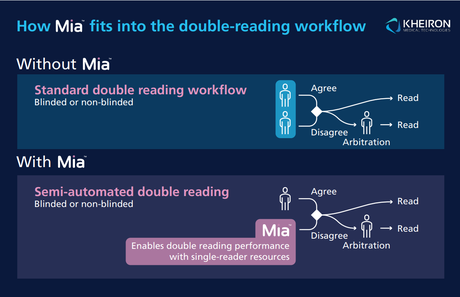 How Mia™ fits into the double-reading workflow
KHEIRON
MEDICAL TECHNOLOGIES
Without Mia™
Standard double reading workflow
Blinded or non-blinded
Agree
Read
Disagree
Read
Arbitration
With Mia™
Semi-automated double reading
Blinded or non-blinded
Agree
Read
Mia™
Disagree
Read
Arbitration
Enables double reading performance
with single-reader resources